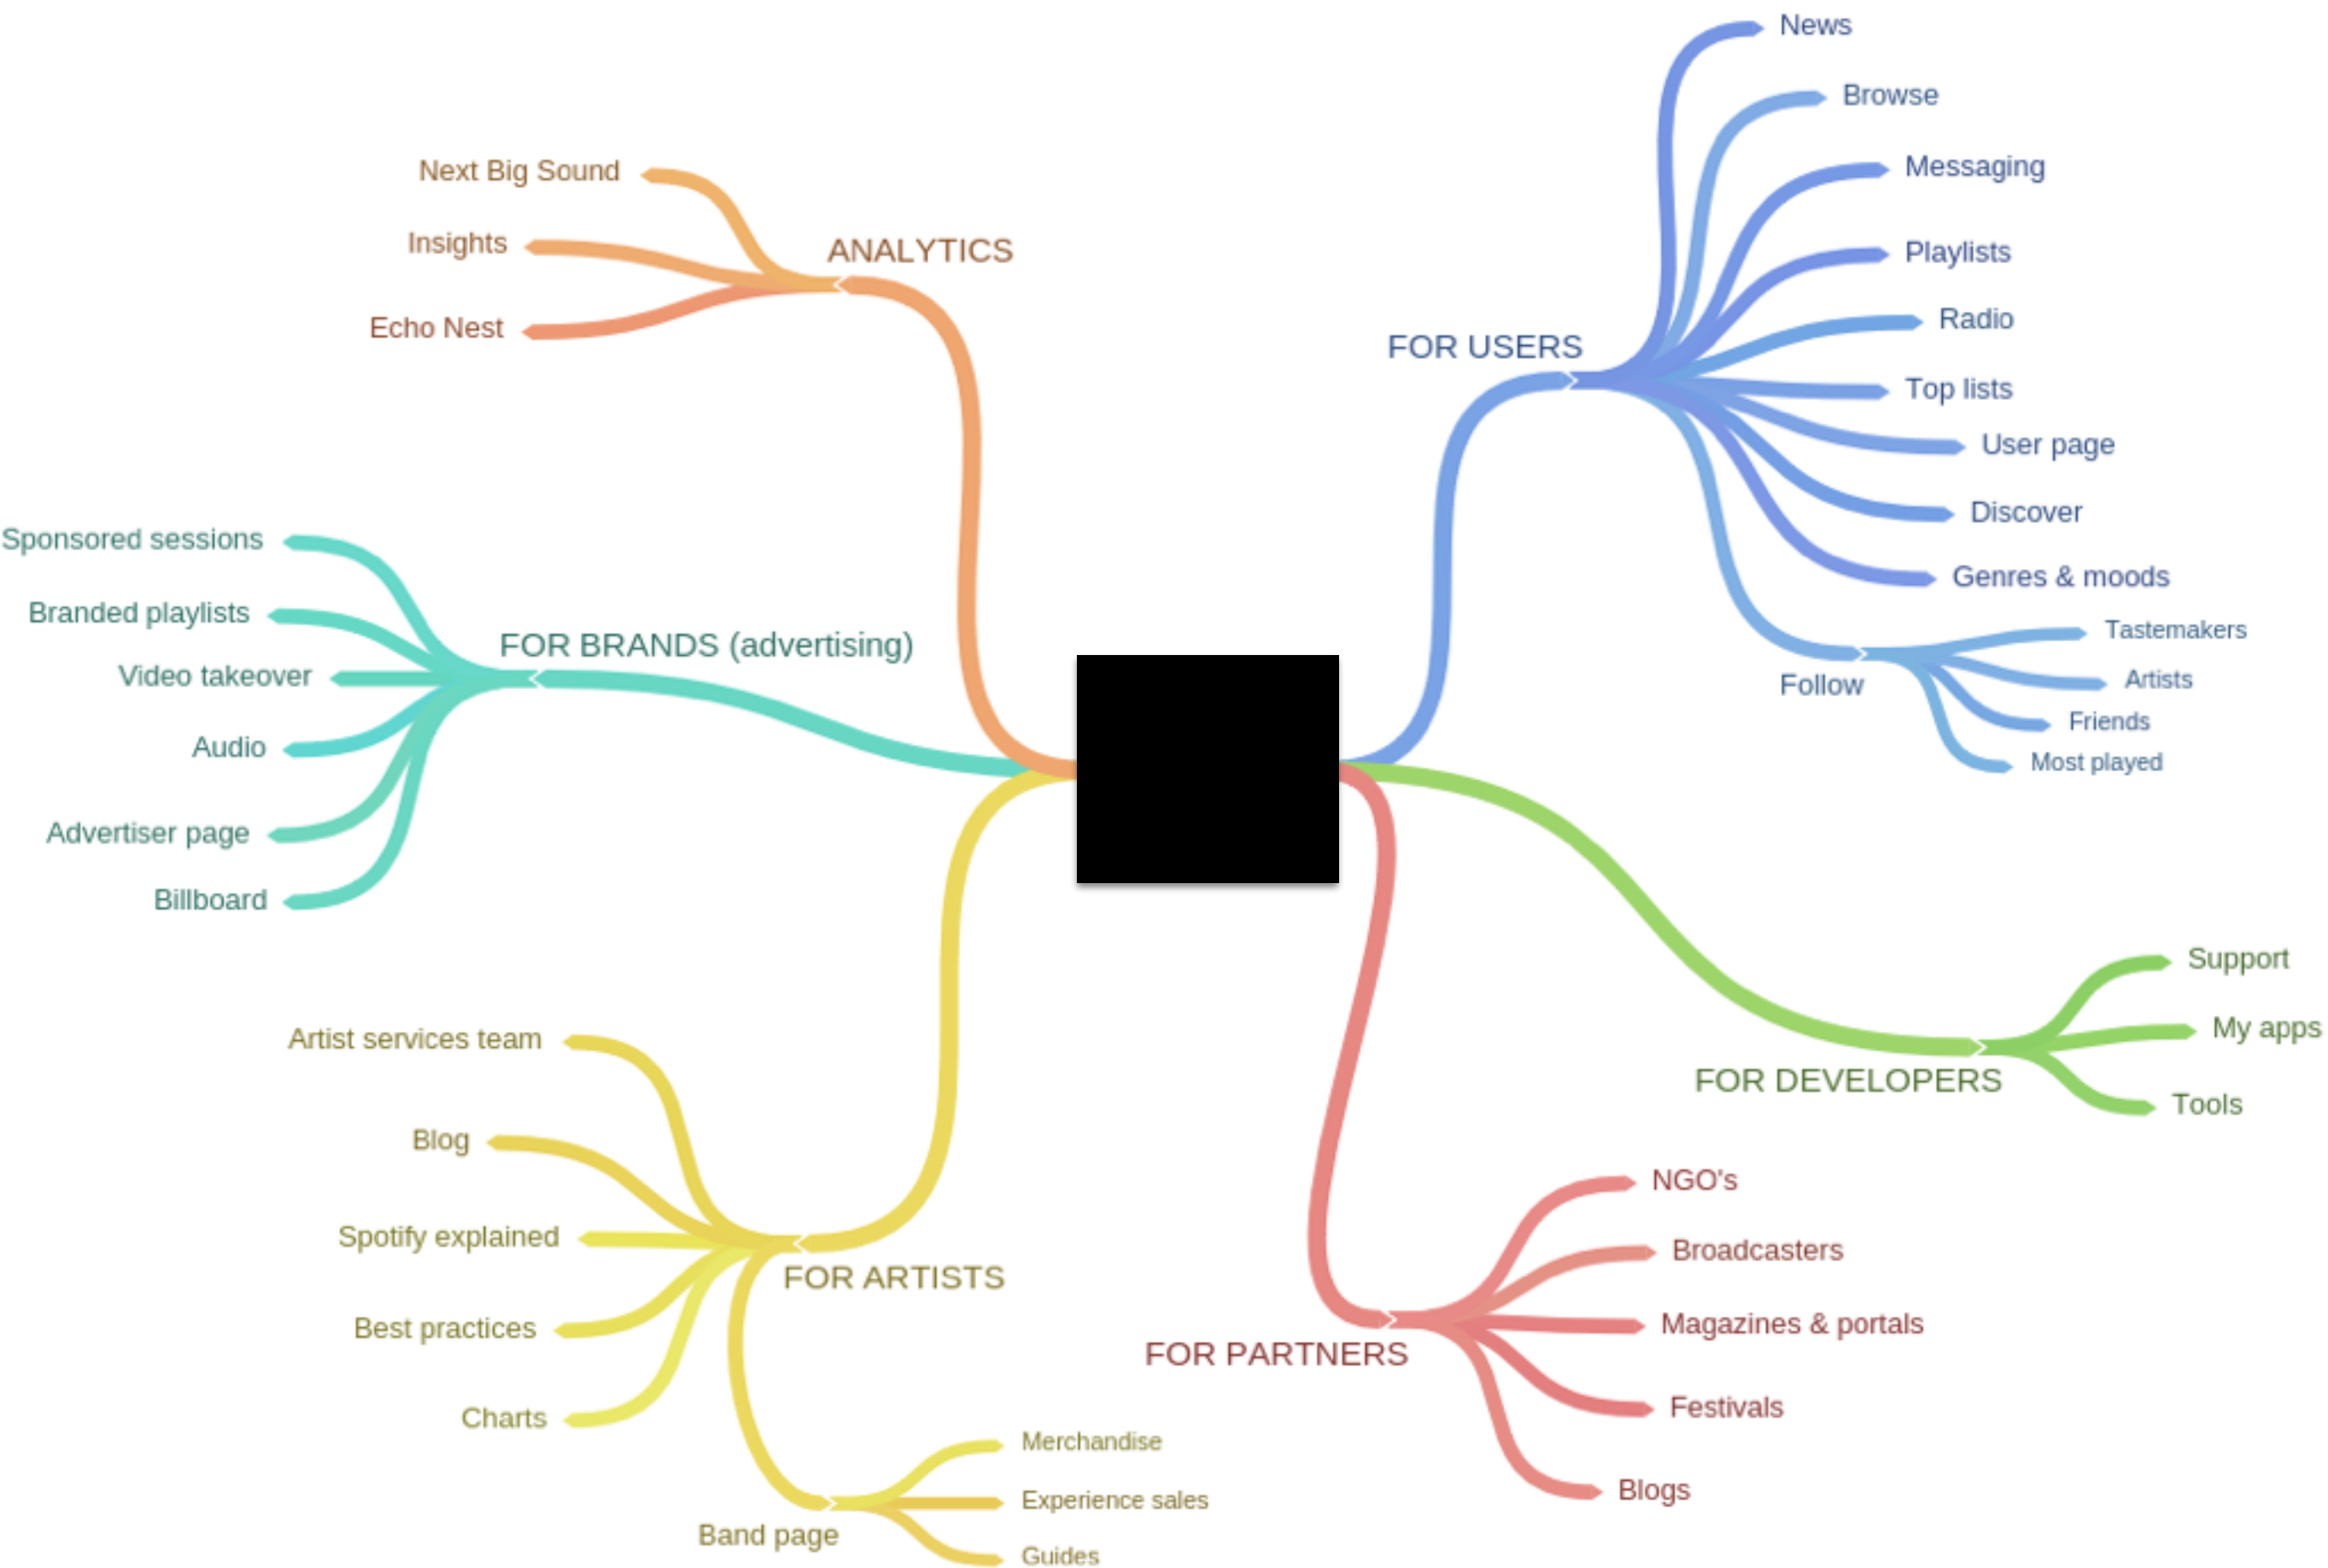 ANALYTICS
Next Big Sound
Insights
Echo Nest
FOR BRANDS (advertising)
Sponsored sessions
Branded playlists
Video takeover
Audio
Advertiser page
Billboard
FOR ARTISTS
Artist services team
Blog
Spotify explained
Best practices
Charts
Band page
Merchandise
Experience sales
Guides
FOR USERS
News
Browse
Messaging
Playlists
Radio
Top lists
User page
Discover
Genres & moods
Follow
Tastemakers
Artists
Friends
Most played
FOR DEVELOPERS
Support
My apps
Tools
FOR PARTNERS
NGO's
Broadcasters
Magazines & portals
Festivals
Blogs